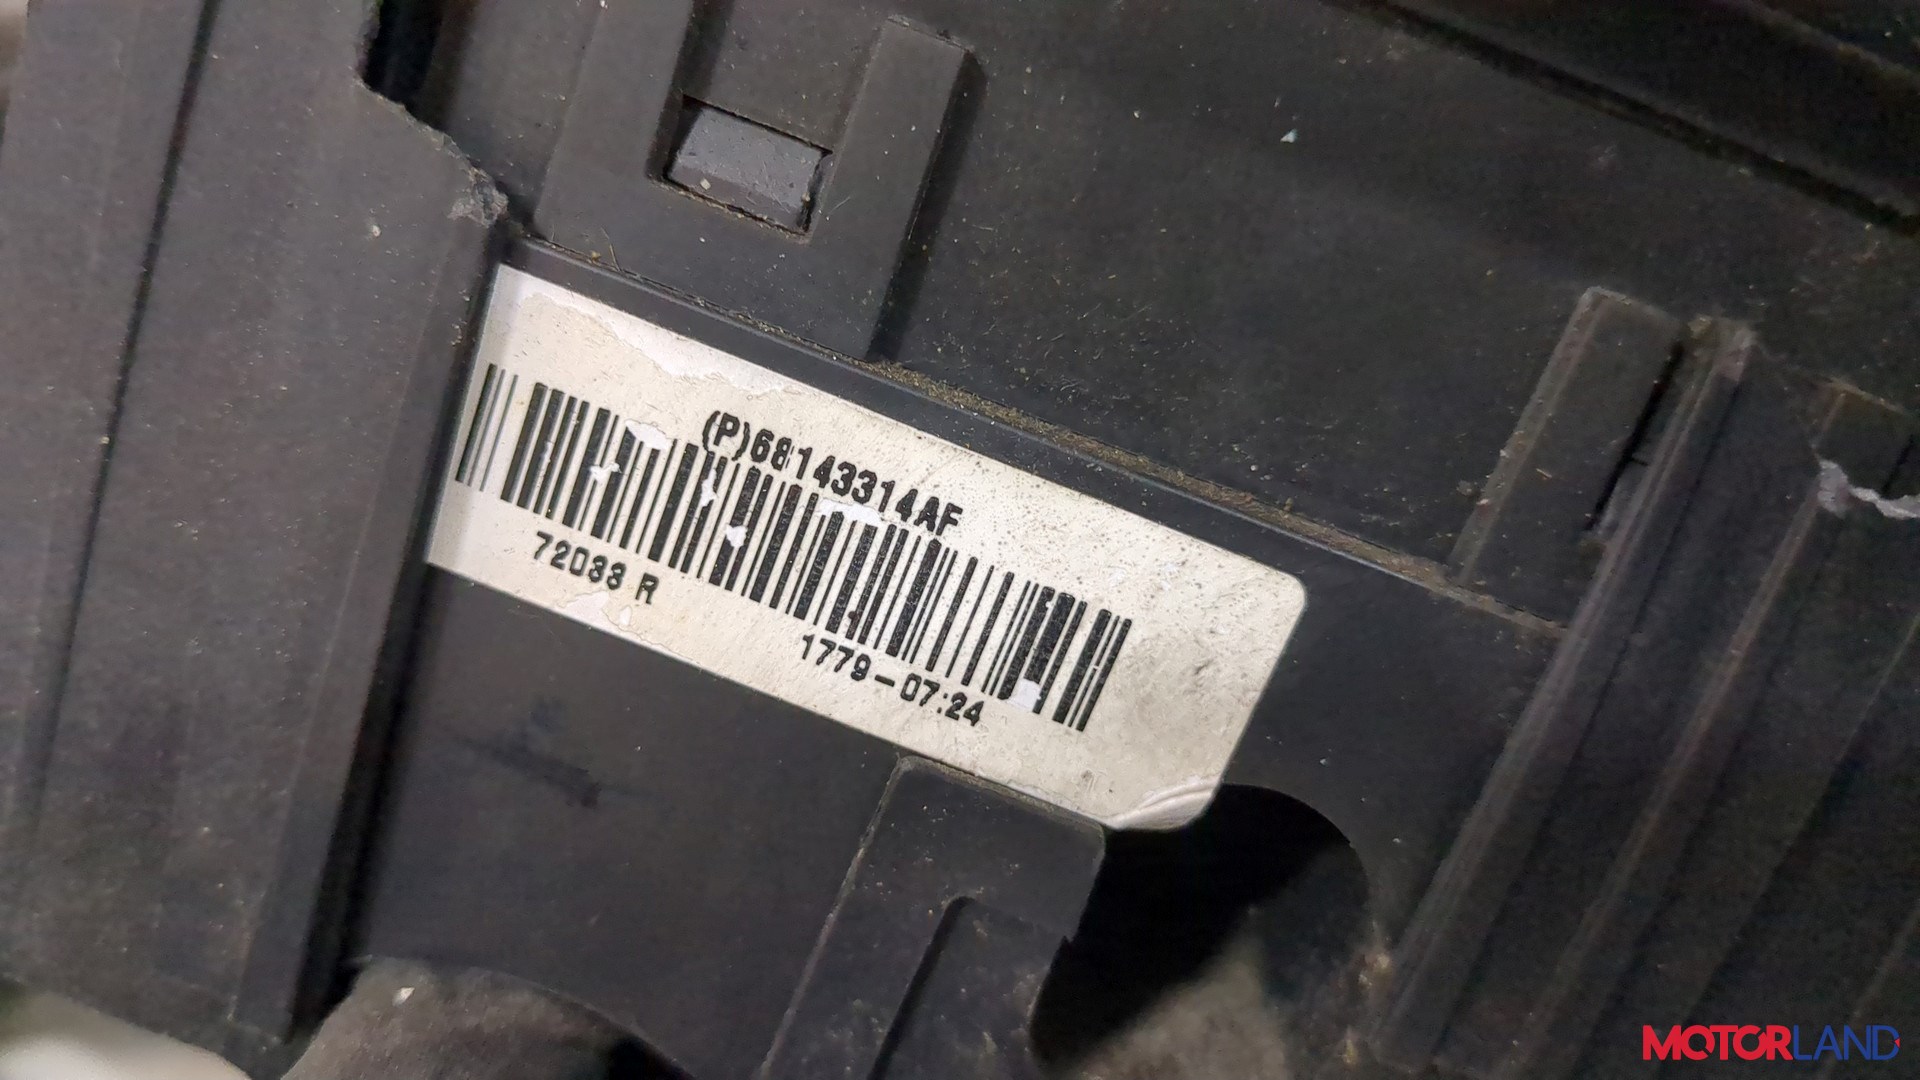 (P)68143314AF
72033 R
1779-07:24
MOTORLAND